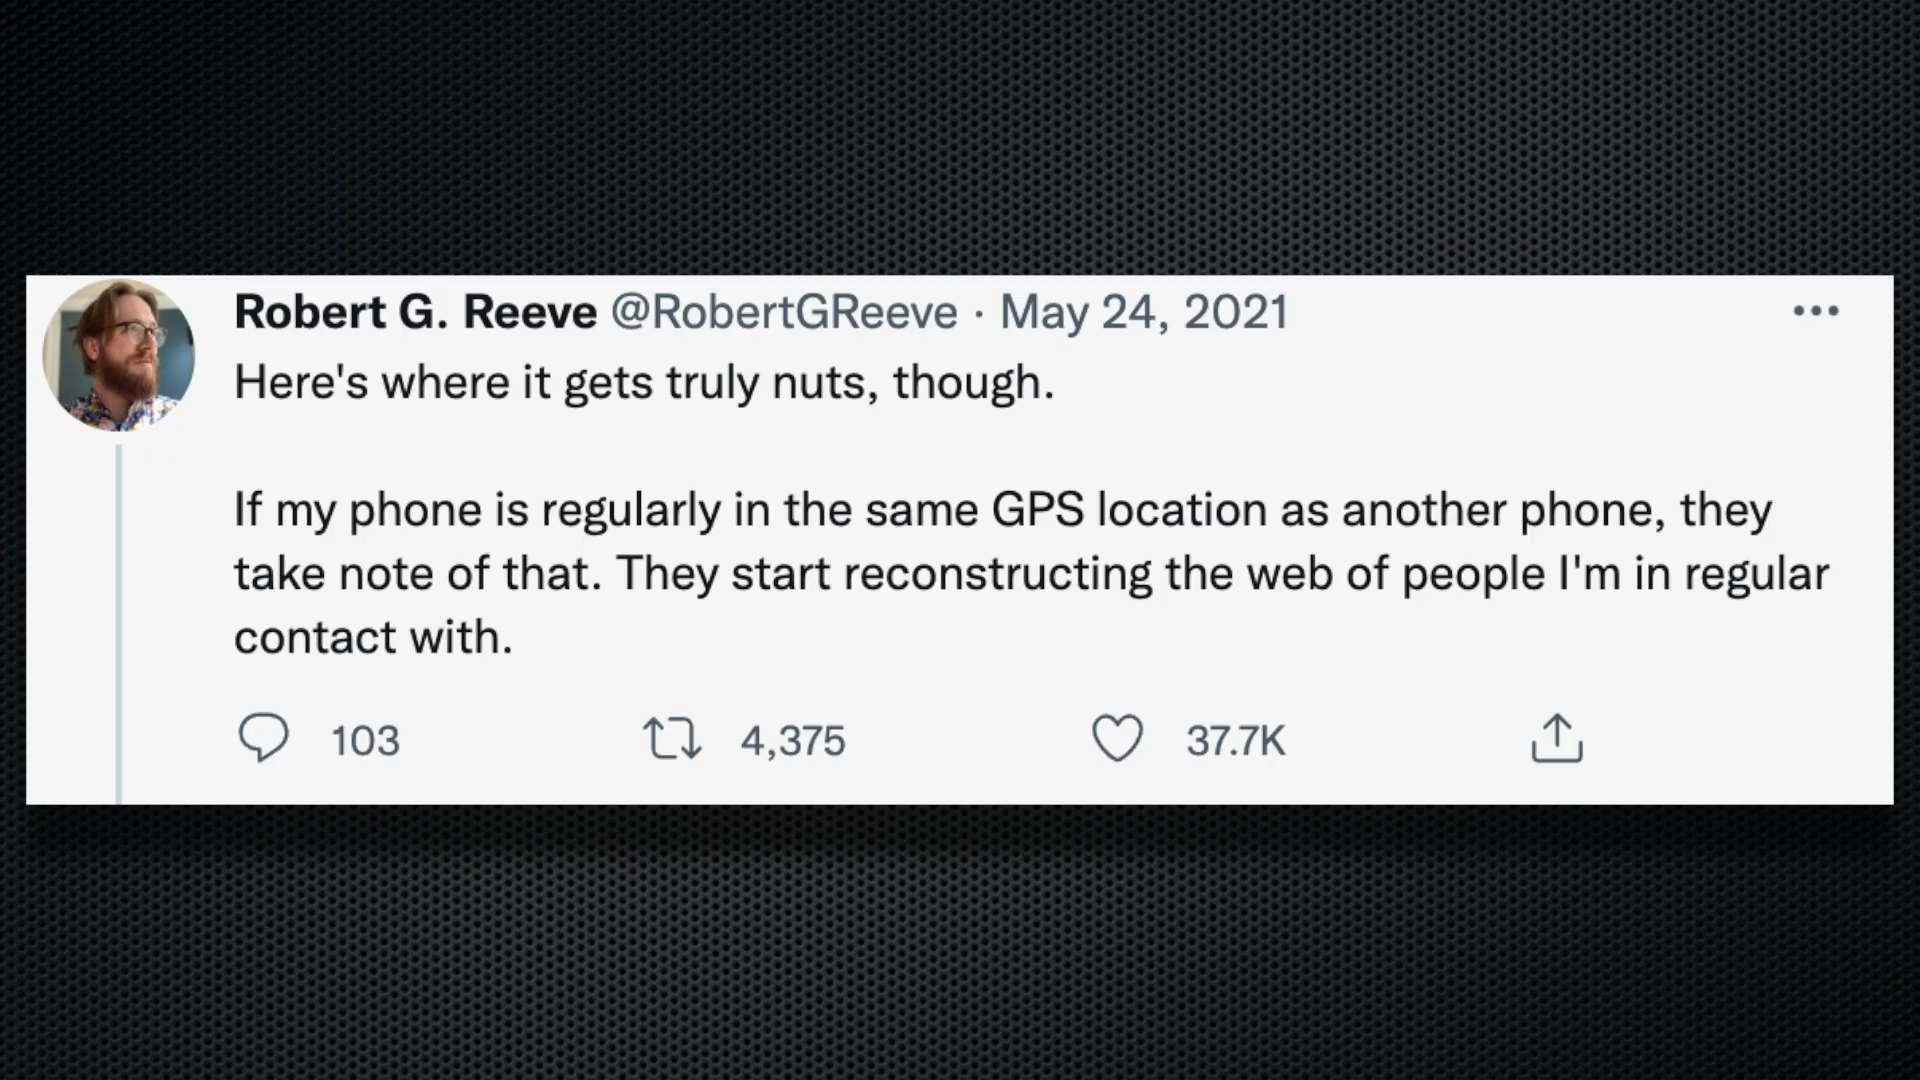 Robert G. Reeve @RobertGReeve · May 24, 2021
Here's where it gets truly nuts, though.
If my phone is regularly in the same GPS location as another phone, they
take note of that. They start reconstructing the web of people I'm in regular
contact with.
103 4,375 37.7K